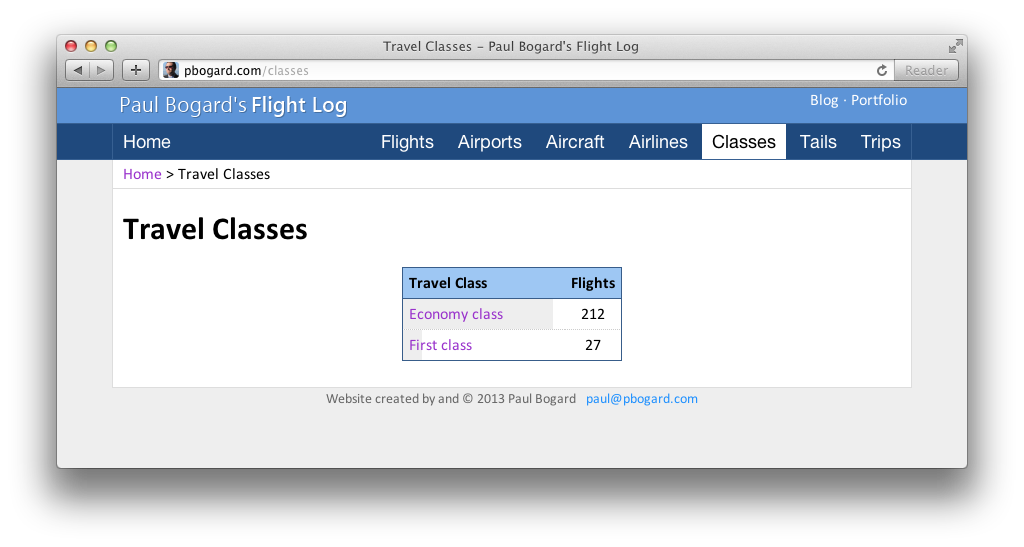 Travel Classes – Paul Bogard's Flight Log
pbogard.com/classes
Reader
Paul Bogard's Flight Log
Blog · Portfolio
Home Flights Airports Aircraft Airlines Classes Tails Trips
Home > Travel Classes
Travel Classes
Travel Class Flights
Economy class 212
First class 27
Website created by and © 2013 Paul Bogard paul@pbogard.com